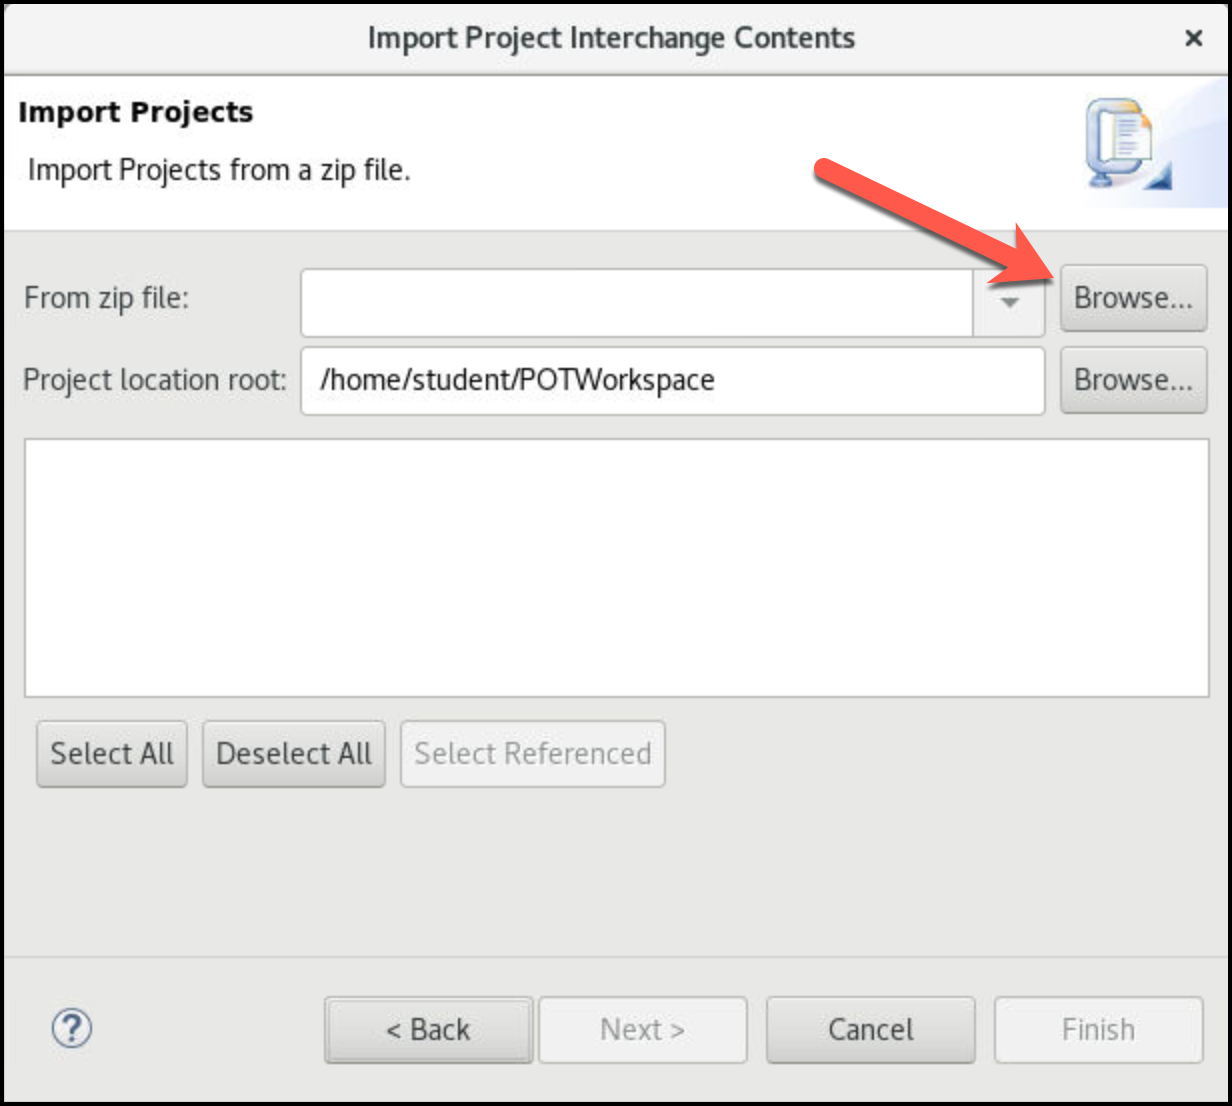 Import Project Interchange Contents
Import Projects
Import Projects from a zip file.
From zip file:
Browse...
Project location root: /home/student/POTWorkspace
Browse...
Select All Deselect All Select Referenced
? < Back Next > Cancel Finish